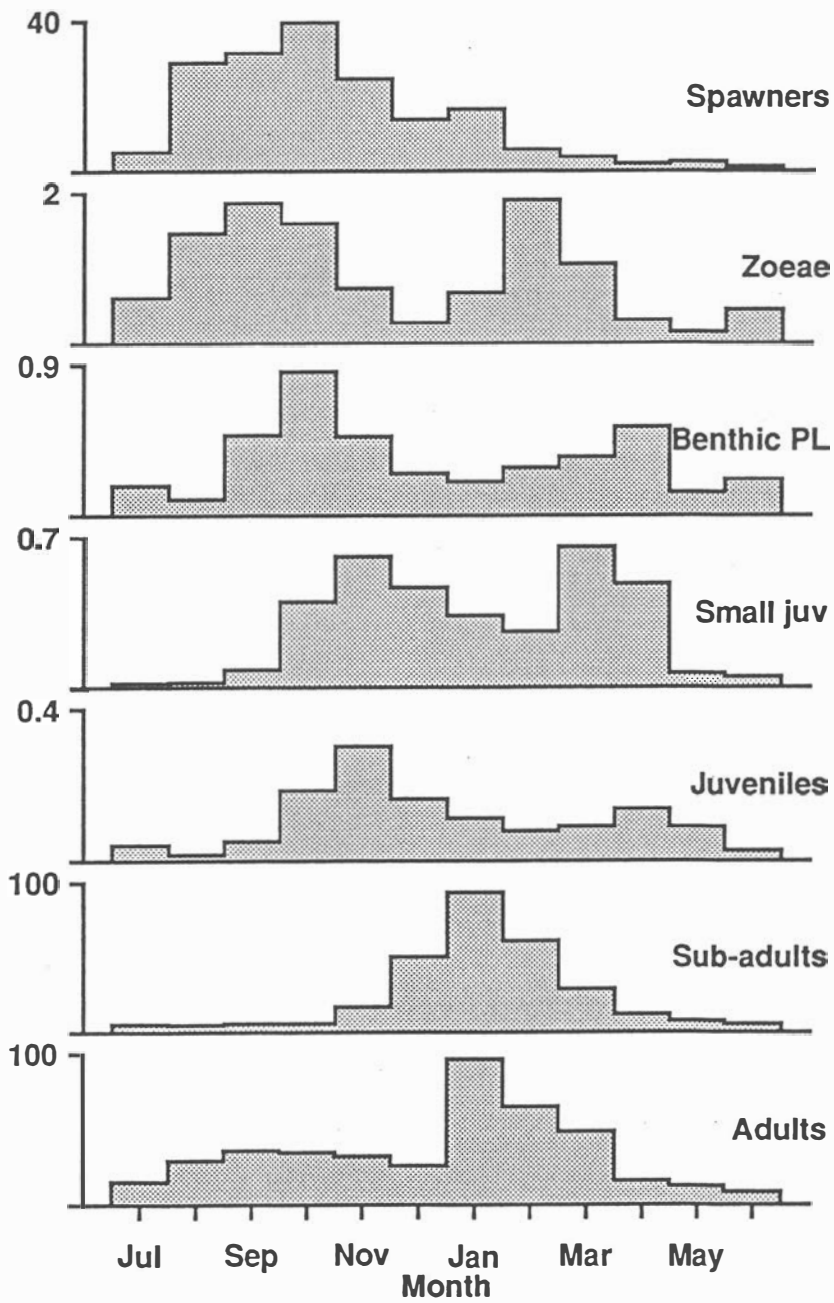 40
Spawners
2
Zoeae
0.9
Benthic PL
0.7
Small juv
0.4
Juveniles
100
Sub-adults
100
Adults
Jul Sep Nov Jan Mar May
Month